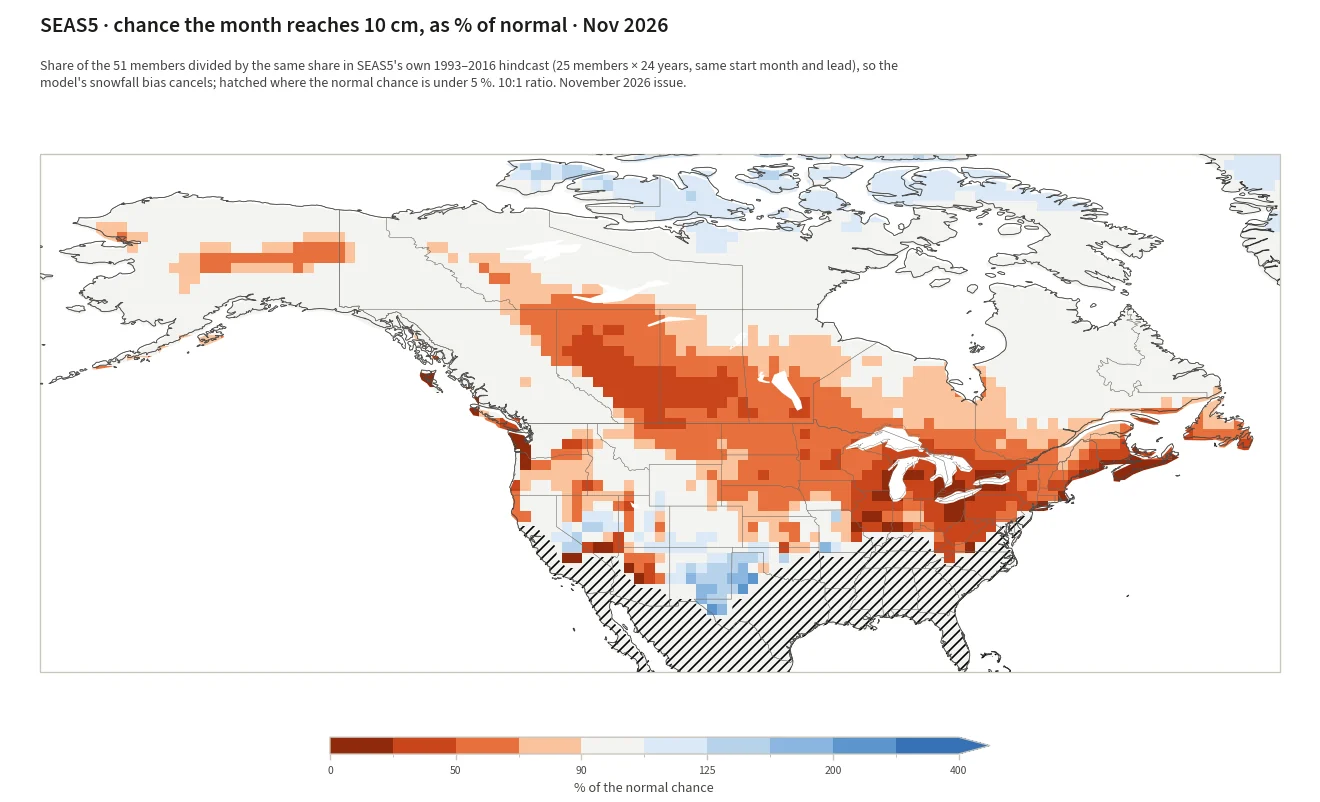 SEAS5 · chance the month reaches 10 cm, as % of normal · Nov 2026
Share of the 51 members divided by the same share in SEAS5's own 1993–2016 hindcast (25 members × 24 years, same start month and lead), so the
model's snowfall bias cancels; hatched where the normal chance is under 5 %. 10:1 ratio. November 2026 issue.
0 50 90 125 200 400
% of the normal chance